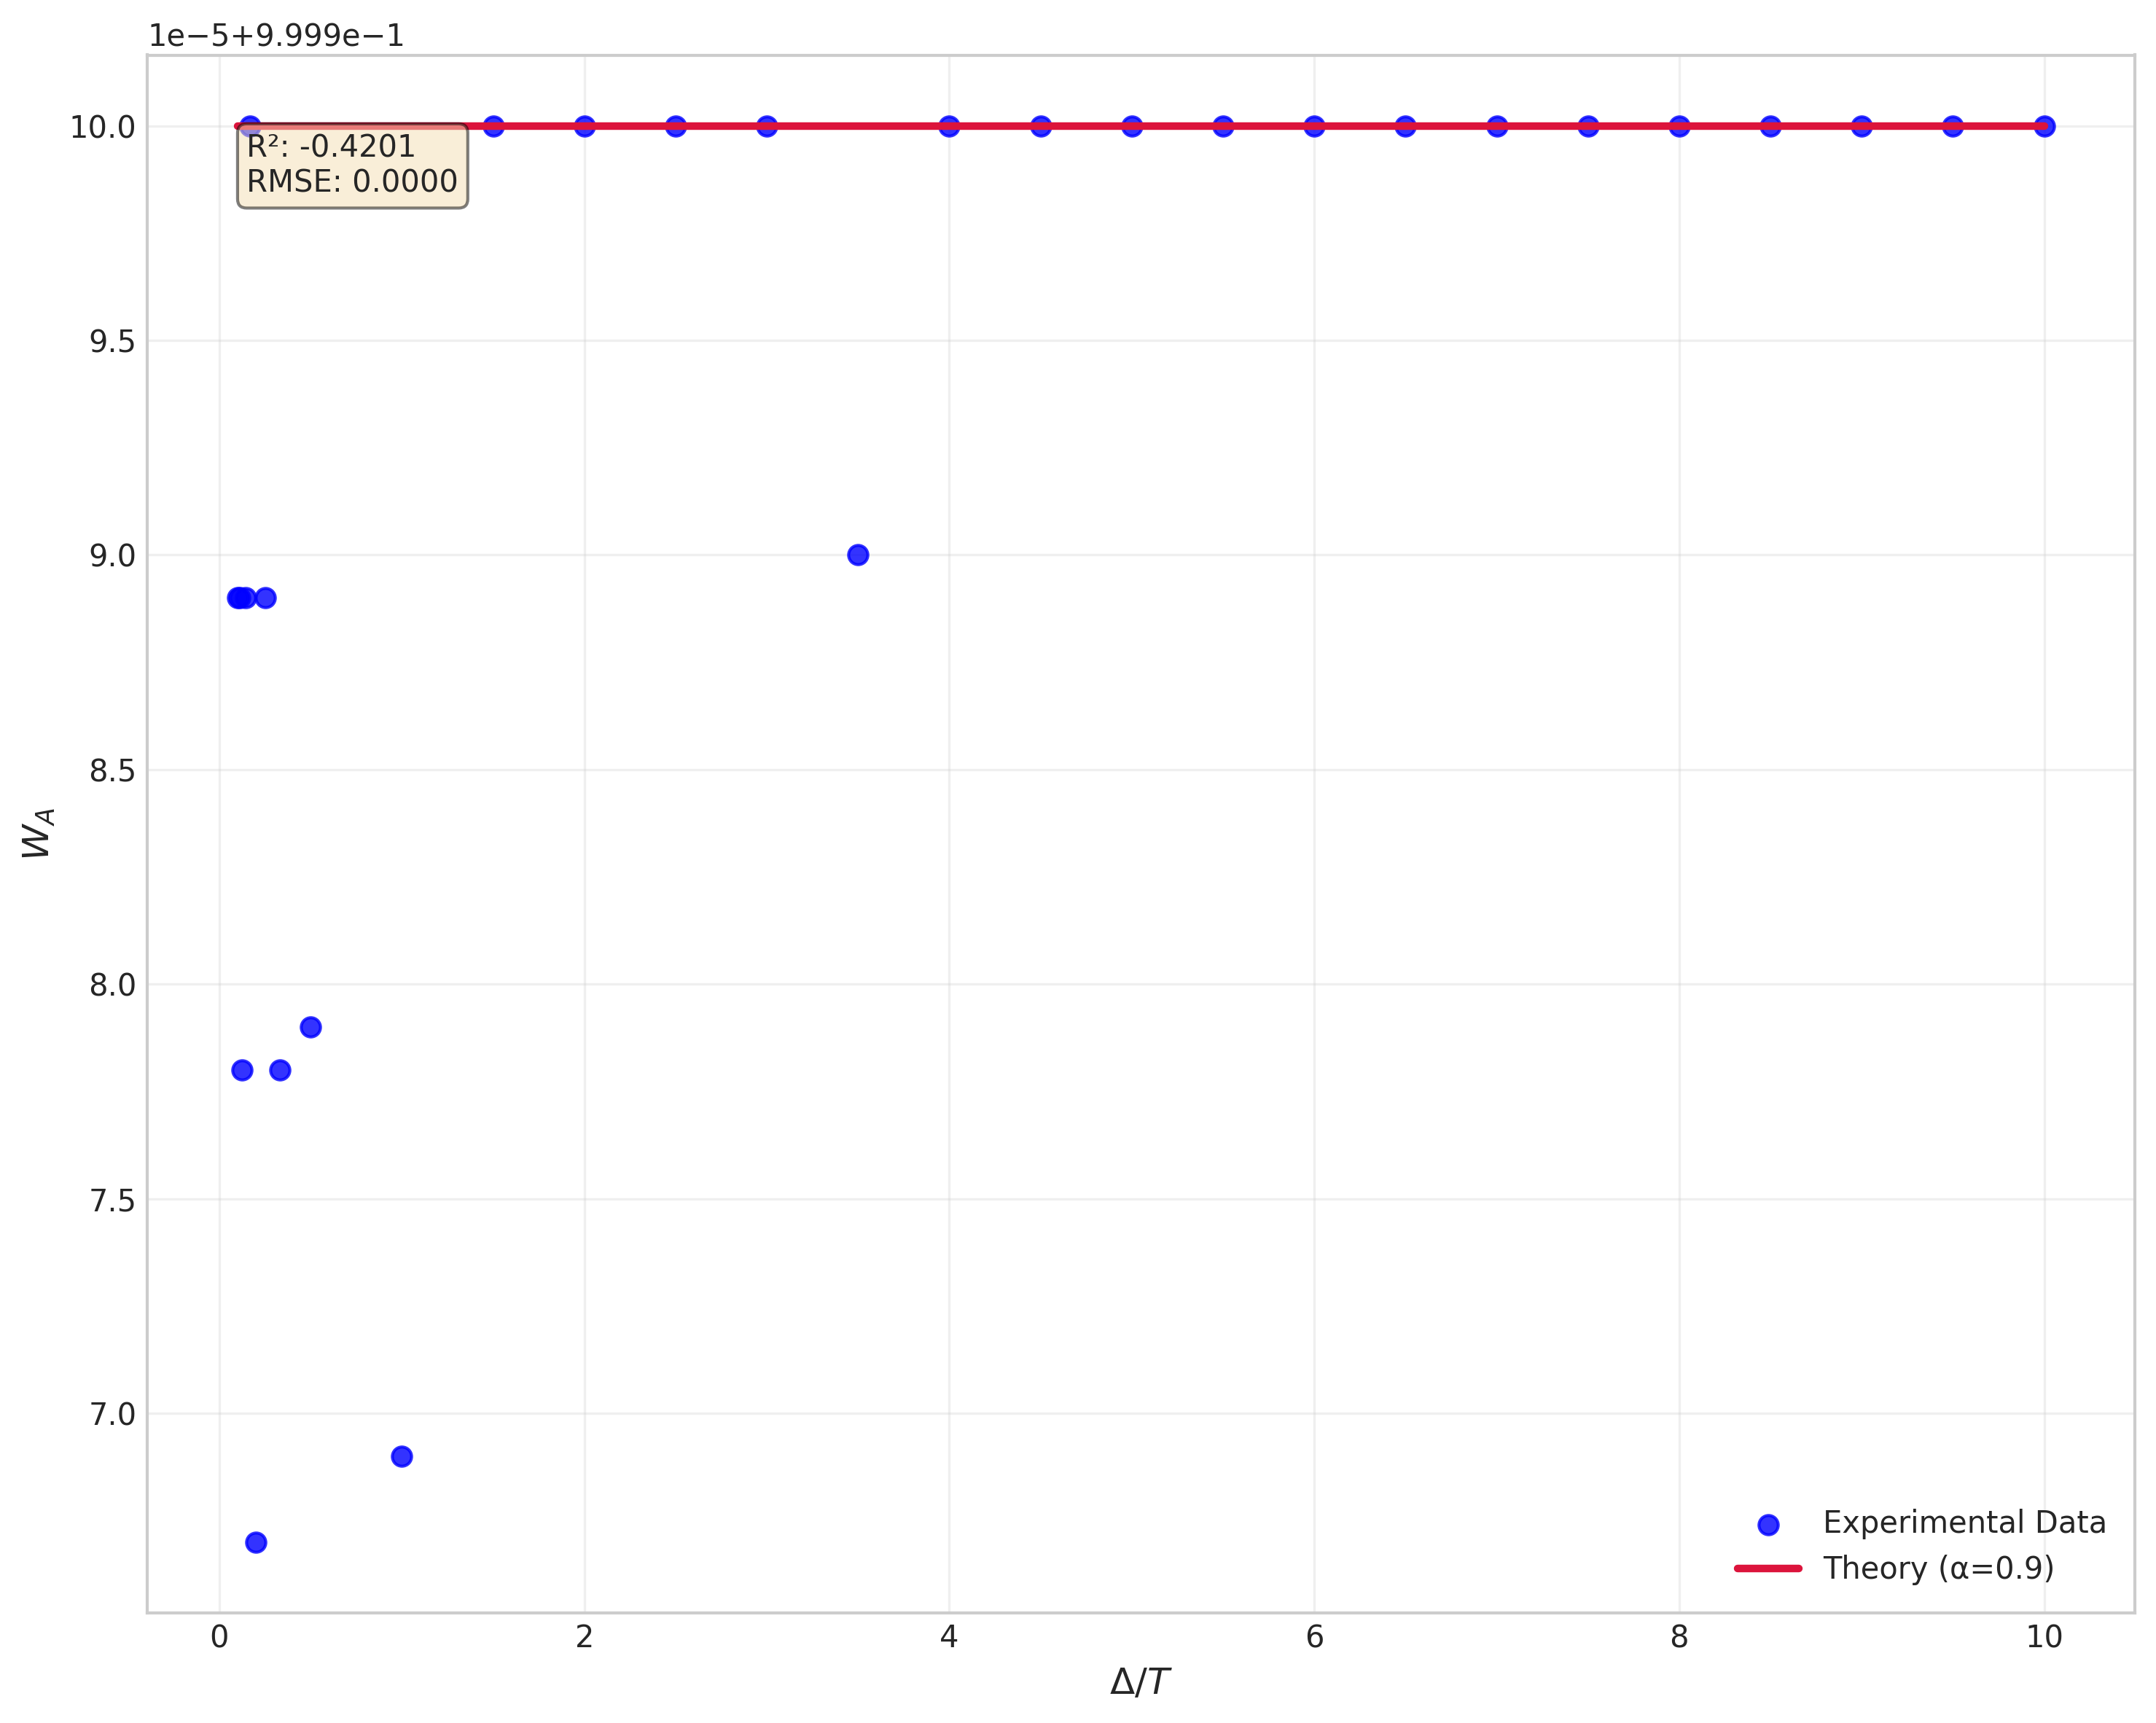 1e−5+9.999e−1
10.0
R²: -0.4201
RMSE: 0.0000
9.5
9.0
8.5
8.0
7.5
7.0
W_A
Experimental Data
Theory (α=0.9)
0 2 4 6 8 10
Δ/T